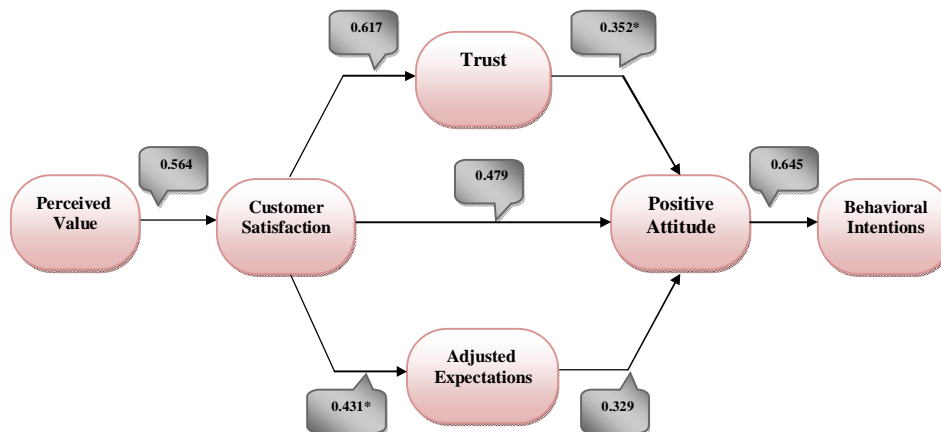 0.617
0.352*
Trust
0.564
0.479
0.645
Perceived
Value
Customer
Satisfaction
Positive
Attitude
Behavioral
Intentions
Adjusted
Expectations
0.431*
0.329